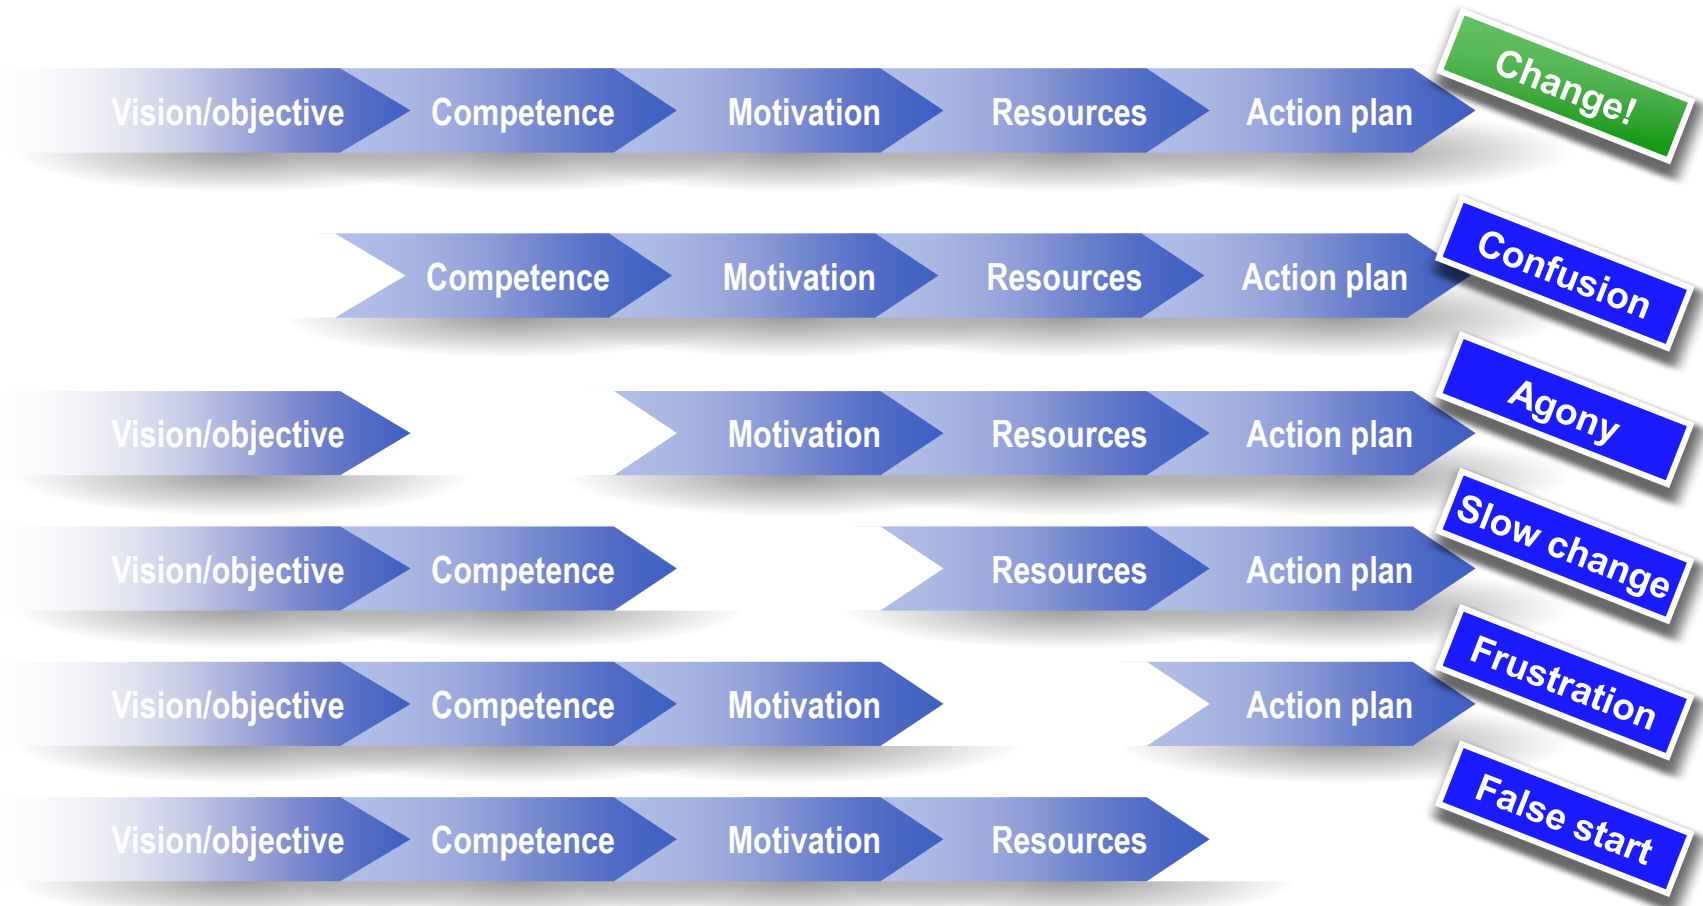 Vision/objective Competence Motivation Resources Action plan Change!
Competence Motivation Resources Action plan Confusion
Vision/objective Motivation Resources Action plan Agony
Vision/objective Competence Resources Action plan Slow change
Vision/objective Competence Motivation Action plan Frustration
Vision/objective Competence Motivation Resources False start